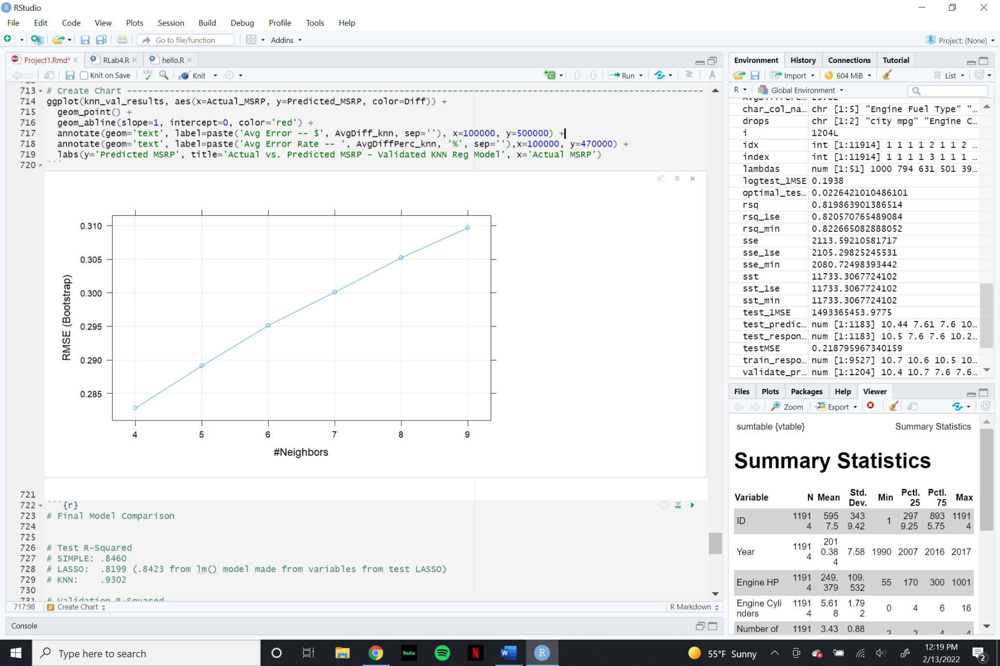 RStudio
File Edit Code View Plots Session Build Debug Profile Tools Help
Go to file/function Addins Project: (None)
Project1.Rmd* RLab4.R hello.R
Knit on Save ABC Knit Run
713 # Create Chart --------------------------------------------------------------------------------
714 ggplot(knn_val_results, aes(x=Actual_MSRP, y=Predicted_MSRP, color=Diff)) +
715 geom_point() +
716 geom_abline(slope=1, intercept=0, color='red') +
717 annotate(geom='text', label=paste('Avg Error -- $', AvgDiff_knn, sep=''), x=100000, y=500000) +
718 annotate(geom='text', label=paste('Avg Error Rate -- ', AvgDiffPerc_knn, '%', sep=''),x=100000, y=470000) +
719 labs(y='Predicted MSRP', title='Actual vs. Predicted MSRP - Validated KNN Reg Model', x='Actual MSRP')
720 ```
RMSE (Bootstrap)
0.310
0.305
0.300
0.295
0.290
0.285
4 5 6 7 8 9
#Neighbors
721
722 ```{r}
723 # Final Model Comparison
724
725
726 # Test R-Squared
727 # SIMPLE: .8460
728 # LASSO: .8199 (.8423 from lm() model made from variables from test LASSO)
729 # KNN: .9302
730
731 # Validation R-Squared
717:98 # Create Chart R Markdown
Console
Environment History Connections Tutorial
Import 604 MiB List
R Global Environment
char_col_na... chr [1:5] "Engine Fuel Type" "...
drops chr [1:2] "city mpg" "Engine C...
i 1204L
idx int [1:11914] 1 1 1 1 2 1 1 2 ...
index int [1:11914] 1 1 1 1 3 1 1 1 ...
lambdas num [1:51] 1000 794 631 501 39...
logtest_1MSE 0.1938
optimal_tes... 0.0226421010486101
rsq 0.819863901386514
rsq_1se 0.820570765489084
rsq_min 0.822665082888052
sse 2113.59210581717
sse_1se 2105.29825245531
sse_min 2080.72498393442
sst 11733.3067724102
sst_1se 11733.3067724102
sst_min 11733.3067724102
test_1MSE 1493365453.9775
test_predic... num [1:1183] 10.44 7.61 7.6 10...
test_respon... num [1:1183] 10.5 7.6 7.6 10.2...
testMSE 0.218795967340159
train_respo... num [1:9527] 10.7 10.6 10.5 10...
validate_pr... num [1:1204] 10.4 10.7 7.6 7.6...
Files Plots Packages Help Viewer
Zoom Export
sumtable {vtable} Summary Statistics
Summary Statistics
Variable N Mean Std. Dev. Min Pctl. 25 Pctl. 75 Max
ID 11914 5957.5 3439.42 1 2979.25 8935.75 11914
Year 11914 2010.384 7.58 1990 2007 2016 2017
Engine HP 11914 249.379 109.532 55 170 300 1001
Engine Cylinders 11914 5.618 1.792 0 4 6 16
Number of 1191 3.43 0.88 2 2 4 4
Type here to search hulu N W R 55°F Sunny 12:19 PM
2/13/2022 2